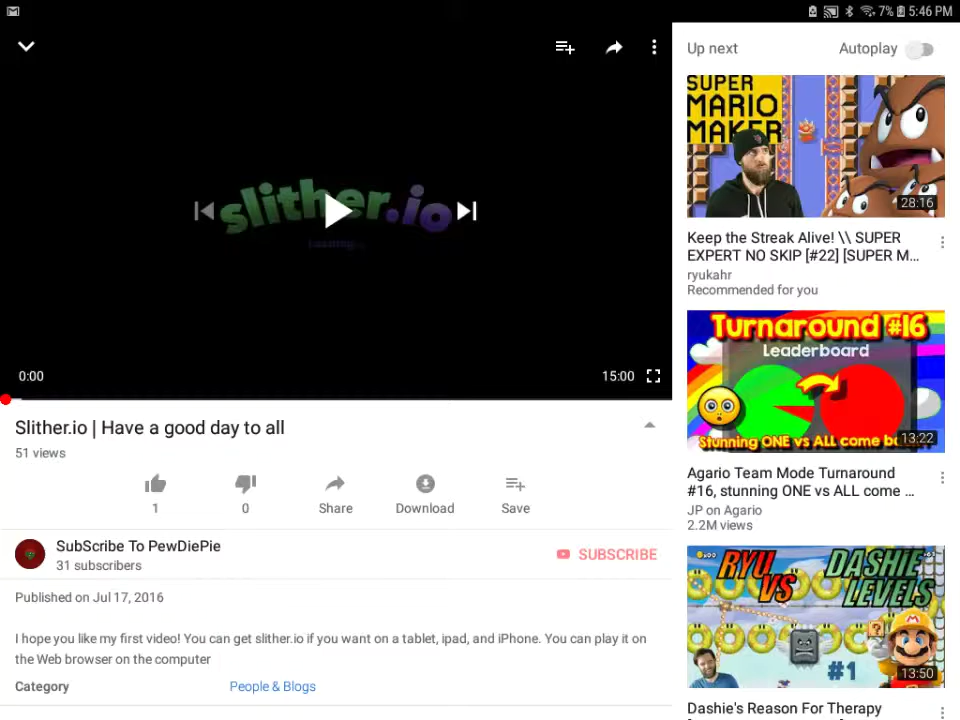 7% 5:46 PM
slither.io
Loading...
0:00
15:00
Slither.io | Have a good day to all
51 views
1
0
Share
Download
Save
SubScribe To PewDiePie
31 subscribers
SUBSCRIBE
Published on Jul 17, 2016
I hope you like my first video! You can get slither.io if you want on a tablet, ipad, and iPhone. You can play it on
the Web browser on the computer
Category
People & Blogs
Up next
Autoplay
SUPER
MARIO
MAKER
28:16
Keep the Streak Alive! \\ SUPER
EXPERT NO SKIP [#22] [SUPER M...
ryukahr
Recommended for you
Turnaround #16
Leaderboard
Stunning ONE vs ALL come ba
13:22
Agario Team Mode Turnaround
#16, stunning ONE vs ALL come ...
JP on Agario
2.2M views
RYU
VS
DASHIE
LEVELS
#1
13:50
Dashie's Reason For Therapy